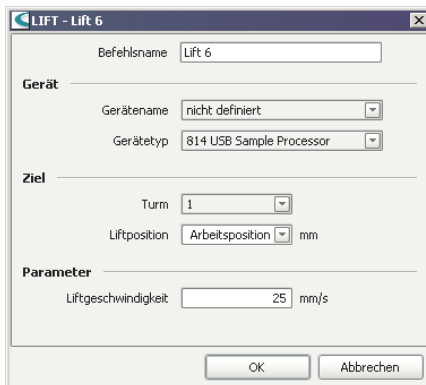 LIFT - Lift 6
Befehlsname Lift 6
Gerät
Gerätename nicht definiert
Gerätetyp 814 USB Sample Processor
Ziel
Turm 1
Liftposition Arbeitsposition mm
Parameter
Liftgeschwindigkeit 25 mm/s
OK Abbrechen